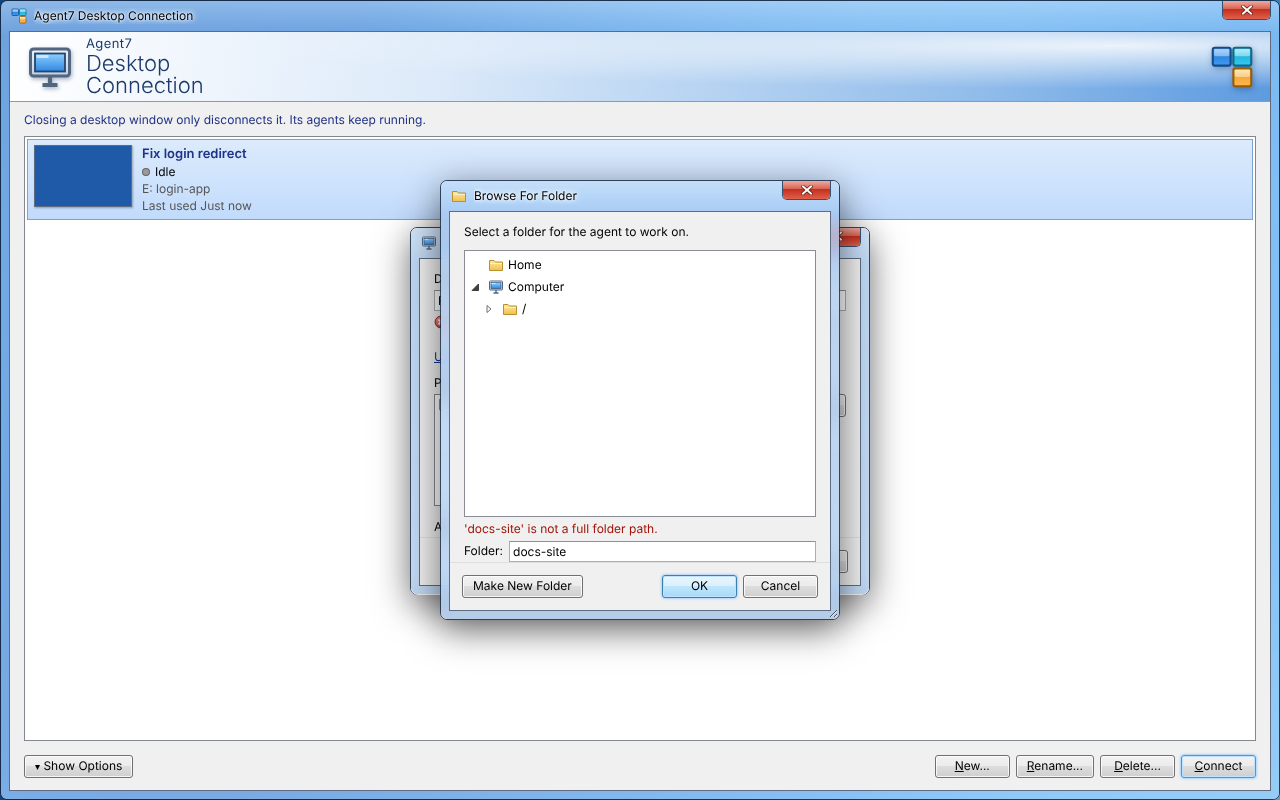 Agent7 Desktop Connection
Agent7
Desktop
Connection
Closing a desktop window only disconnects it. Its agents keep running.
Fix login redirect
Idle
E: login-app
Last used Just now
Browse For Folder
Select a folder for the agent to work on.
Home
Computer
/
'docs-site' is not a full folder path.
Folder: docs-site
Make New Folder
OK
Cancel
Show Options
New...
Rename...
Delete...
Connect